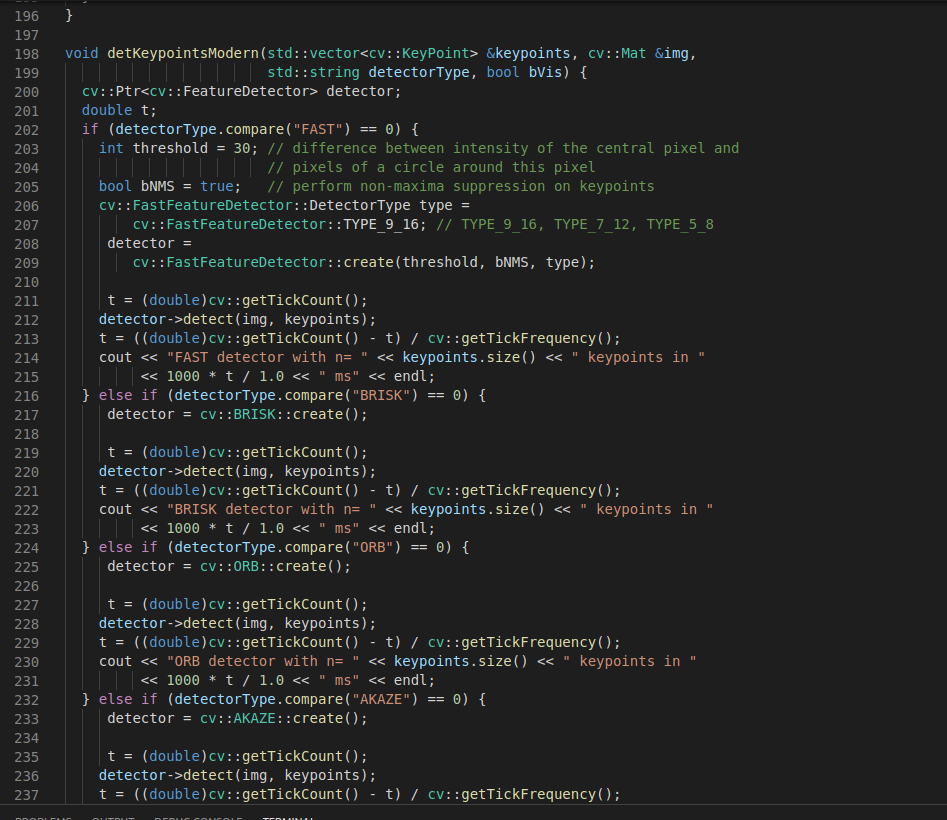 196 }
197
198 void detKeypointsModern(std::vector<cv::KeyPoint> &keypoints, cv::Mat &img,
199 std::string detectorType, bool bVis) {
200 cv::Ptr<cv::FeatureDetector> detector;
201 double t;
202 if (detectorType.compare("FAST") == 0) {
203 int threshold = 30; // difference between intensity of the central pixel and
204 // pixels of a circle around this pixel
205 bool bNMS = true; // perform non-maxima suppression on keypoints
206 cv::FastFeatureDetector::DetectorType type =
207 cv::FastFeatureDetector::TYPE_9_16; // TYPE_9_16, TYPE_7_12, TYPE_5_8
208 detector =
209 cv::FastFeatureDetector::create(threshold, bNMS, type);
210
211 t = (double)cv::getTickCount();
212 detector->detect(img, keypoints);
213 t = ((double)cv::getTickCount() - t) / cv::getTickFrequency();
214 cout << "FAST detector with n= " << keypoints.size() << " keypoints in "
215 << 1000 * t / 1.0 << " ms" << endl;
216 } else if (detectorType.compare("BRISK") == 0) {
217 detector = cv::BRISK::create();
218
219 t = (double)cv::getTickCount();
220 detector->detect(img, keypoints);
221 t = ((double)cv::getTickCount() - t) / cv::getTickFrequency();
222 cout << "BRISK detector with n= " << keypoints.size() << " keypoints in "
223 << 1000 * t / 1.0 << " ms" << endl;
224 } else if (detectorType.compare("ORB") == 0) {
225 detector = cv::ORB::create();
226
227 t = (double)cv::getTickCount();
228 detector->detect(img, keypoints);
229 t = ((double)cv::getTickCount() - t) / cv::getTickFrequency();
230 cout << "ORB detector with n= " << keypoints.size() << " keypoints in "
231 << 1000 * t / 1.0 << " ms" << endl;
232 } else if (detectorType.compare("AKAZE") == 0) {
233 detector = cv::AKAZE::create();
234
235 t = (double)cv::getTickCount();
236 detector->detect(img, keypoints);
237 t = ((double)cv::getTickCount() - t) / cv::getTickFrequency();
PROBLEMS OUTPUT DEBUG CONSOLE TERMINAL